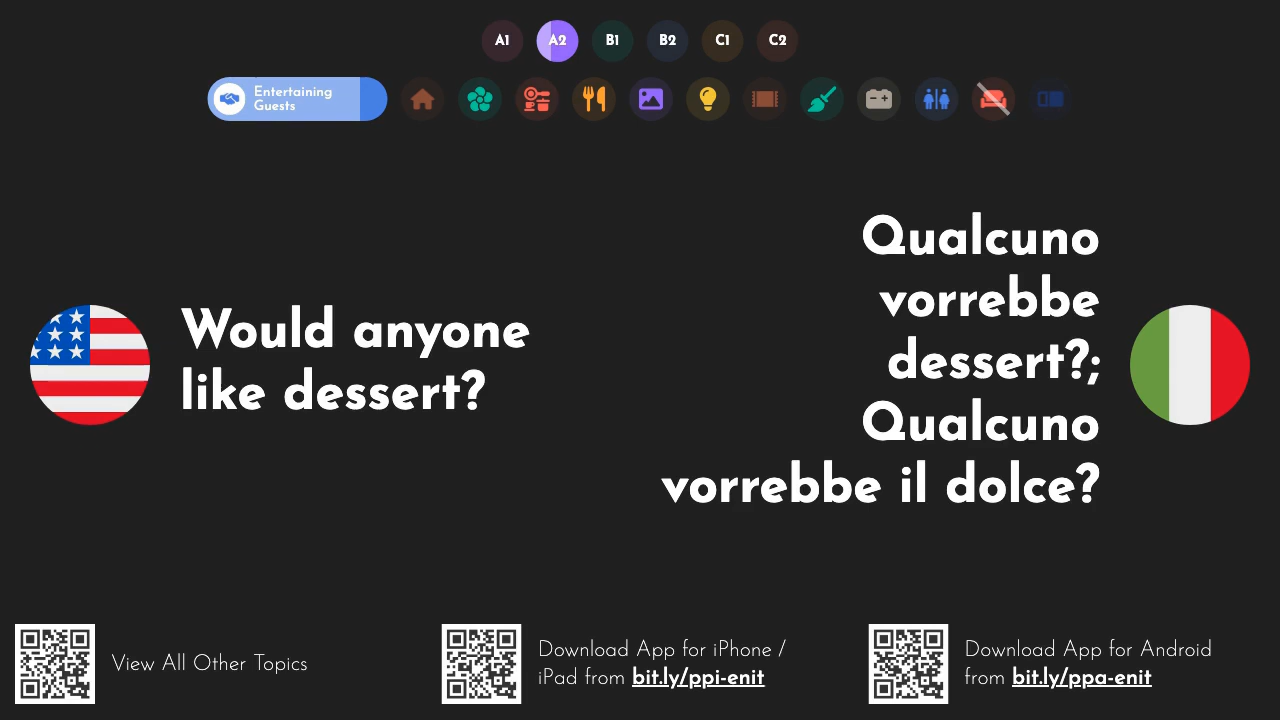 A1 A2 B1 B2 C1 C2
Entertaining
Guests
Would anyone
like dessert?
Qualcuno
vorrebbe
dessert?;
Qualcuno
vorrebbe il dolce?
View All Other Topics
Download App for iPhone /
iPad from bit.ly/ppi-enit
Download App for Android
from bit.ly/ppa-enit